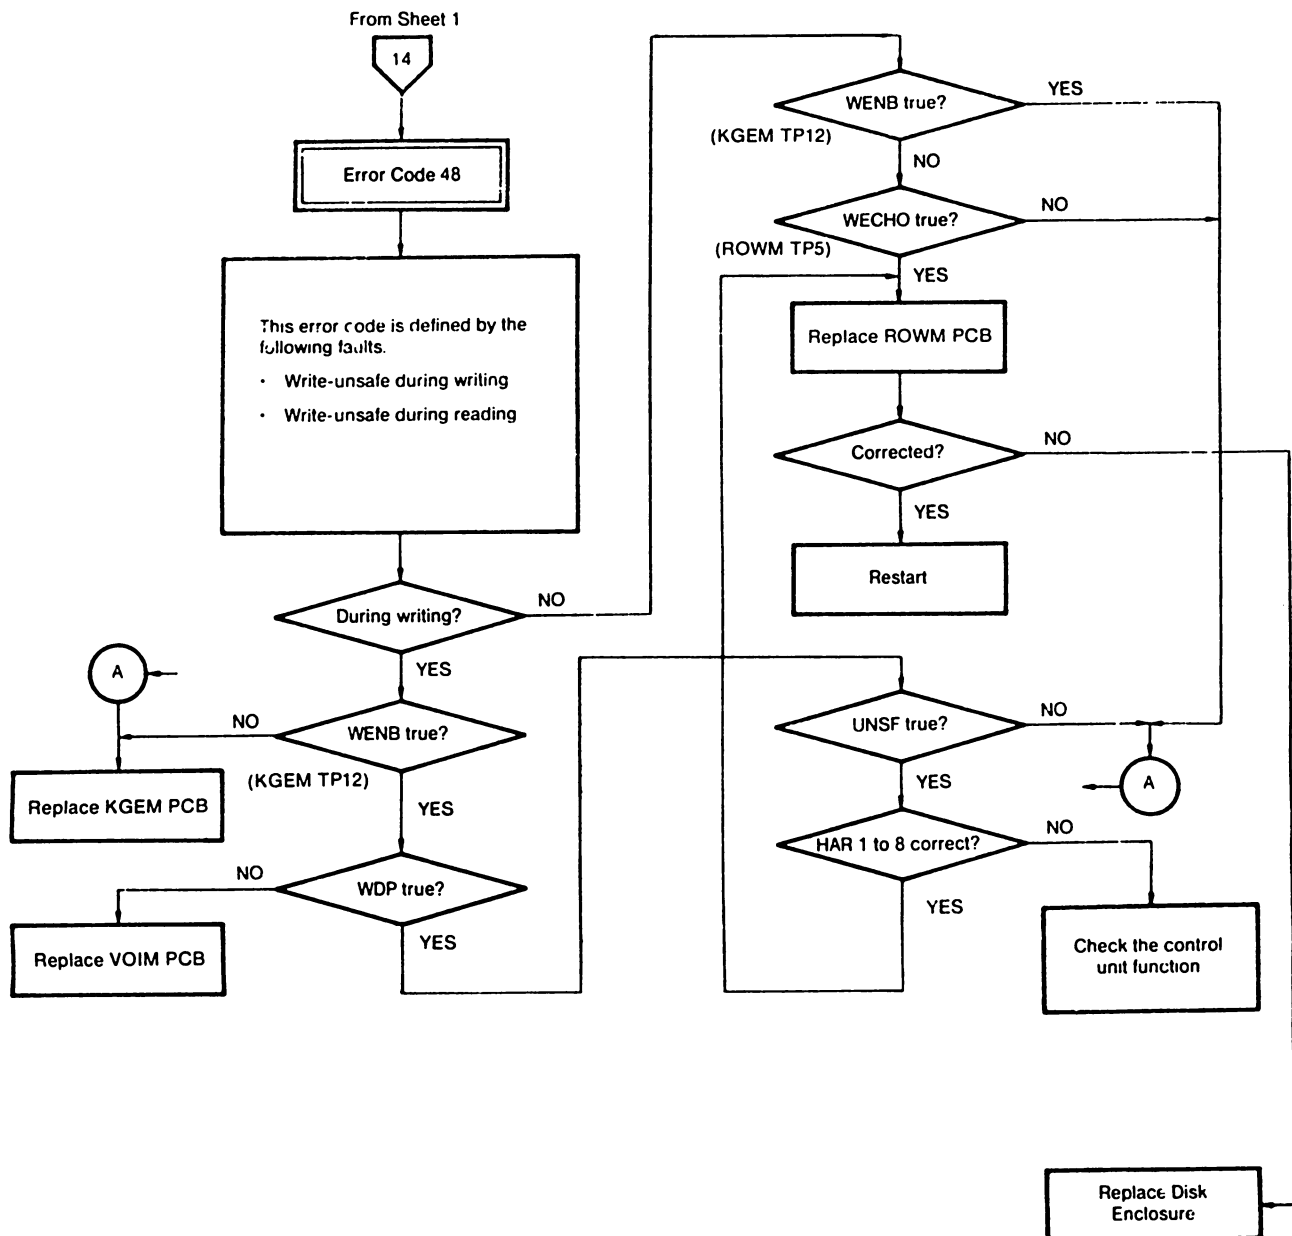 From Sheet 1
14
Error Code 48
This error code is defined by the
following faults.
· Write-unsafe during writing
· Write-unsafe during reading
During writing?
NO
YES
A
NO
WENB true?
(KGEM TP12)
Replace KGEM PCB
YES
NO
WDP true?
YES
Replace VOIM PCB
WENB true?
YES
(KGEM TP12)
NO
WECHO true?
NO
(ROWM TP5)
YES
Replace ROWM PCB
Corrected?
NO
YES
Restart
UNSF true?
NO
YES
A
HAR 1 to 8 correct?
NO
YES
Check the control
unit function
Replace Disk
Enclosure